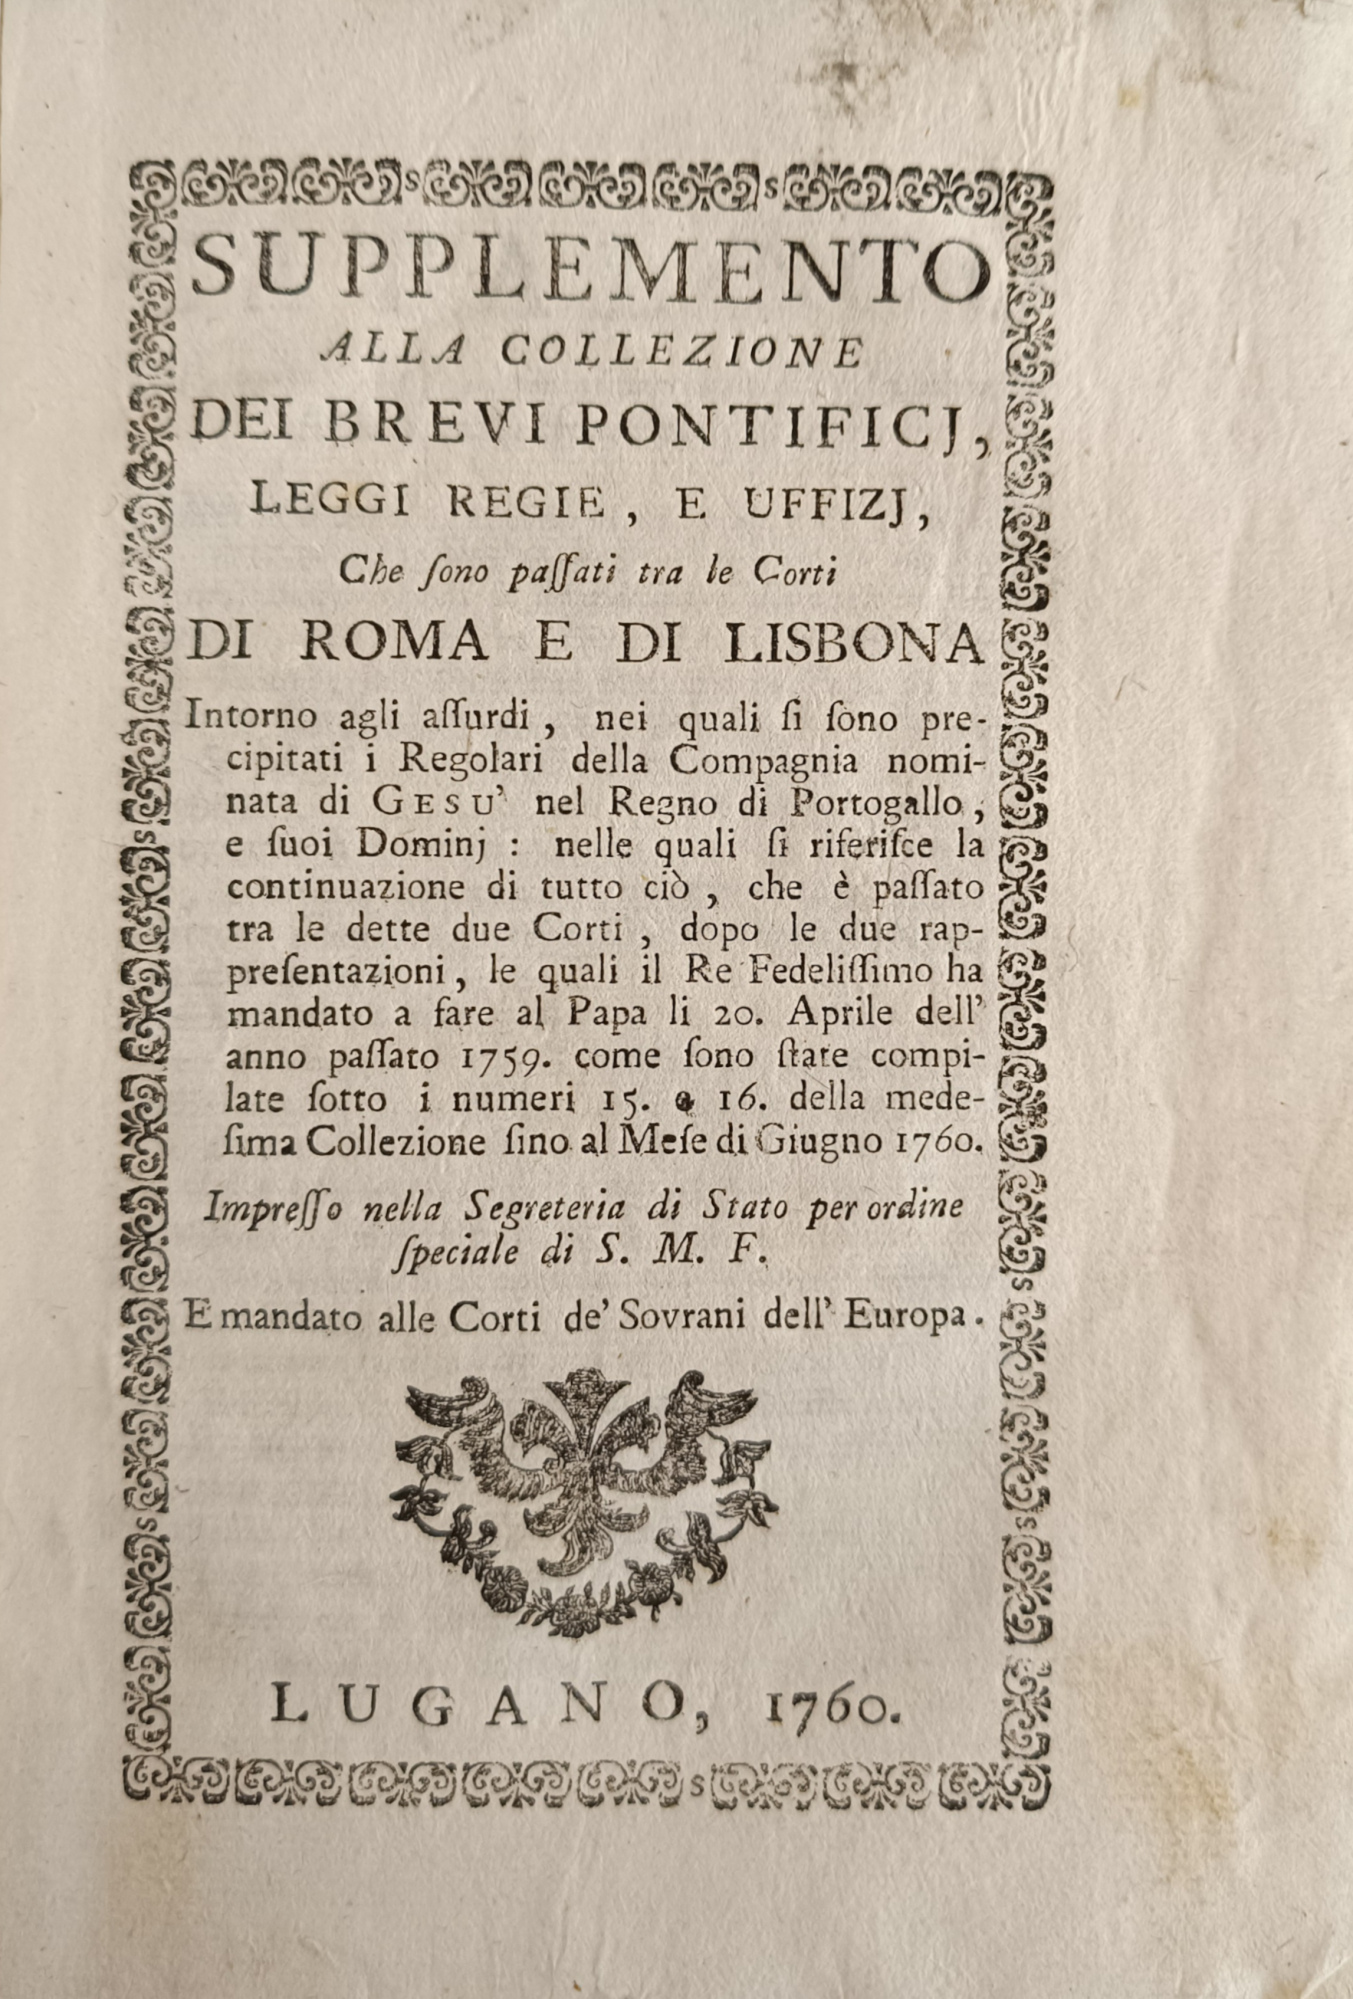 SUPPLEMENTO
ALLA COLLEZIONE
DEI BREVI PONTIFICJ,
LEGGI REGIE, E UFFIZJ,
Che ſono paſſati tra le Corti
DI ROMA E DI LISBONA
Intorno agli aſſurdi, nei quali ſi ſono pre-
cipitati i Regolari della Compagnia nomi-
nata di GESU' nel Regno di Portogallo,
e ſuoi Dominj: nelle quali ſi riferiſce la
continuazione di tutto ciò, che è paſſato
tra le dette due Corti, dopo le due rap-
preſentazioni, le quali il Re Fedeliſſimo ha
mandato a fare al Papa li 20. Aprile dell'
anno paſſato 1759. come ſono ſtate compi-
late ſotto i numeri 15. e 16. della mede-
ſima Collezione ſino al Meſe di Giugno 1760.
Impreſſo nella Segreteria di Stato per ordine
ſpeciale di S. M. F.
E mandato alle Corti de' Sovrani dell' Europa.
LUGANO, 1760.